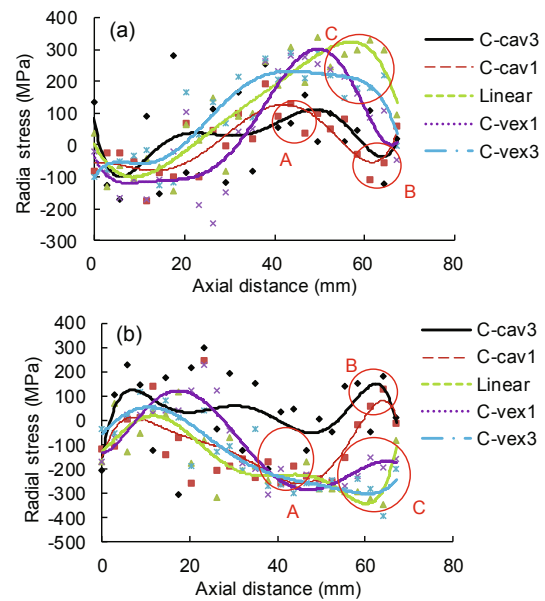 (a)
Radia stress (MPa)
400
300
200
100
0
-100
-200
-300
0
20
40
60
80
Axial distance (mm)
A
B
C
C-cav3
C-cav1
Linear
C-vex1
C-vex3
(b)
Radial stress (MPa)
400
300
200
100
0
-100
-200
-300
-400
-500
0
20
40
60
80
Axial distance (mm)
B
A
C
C-cav3
C-cav1
Linear
C-vex1
C-vex3